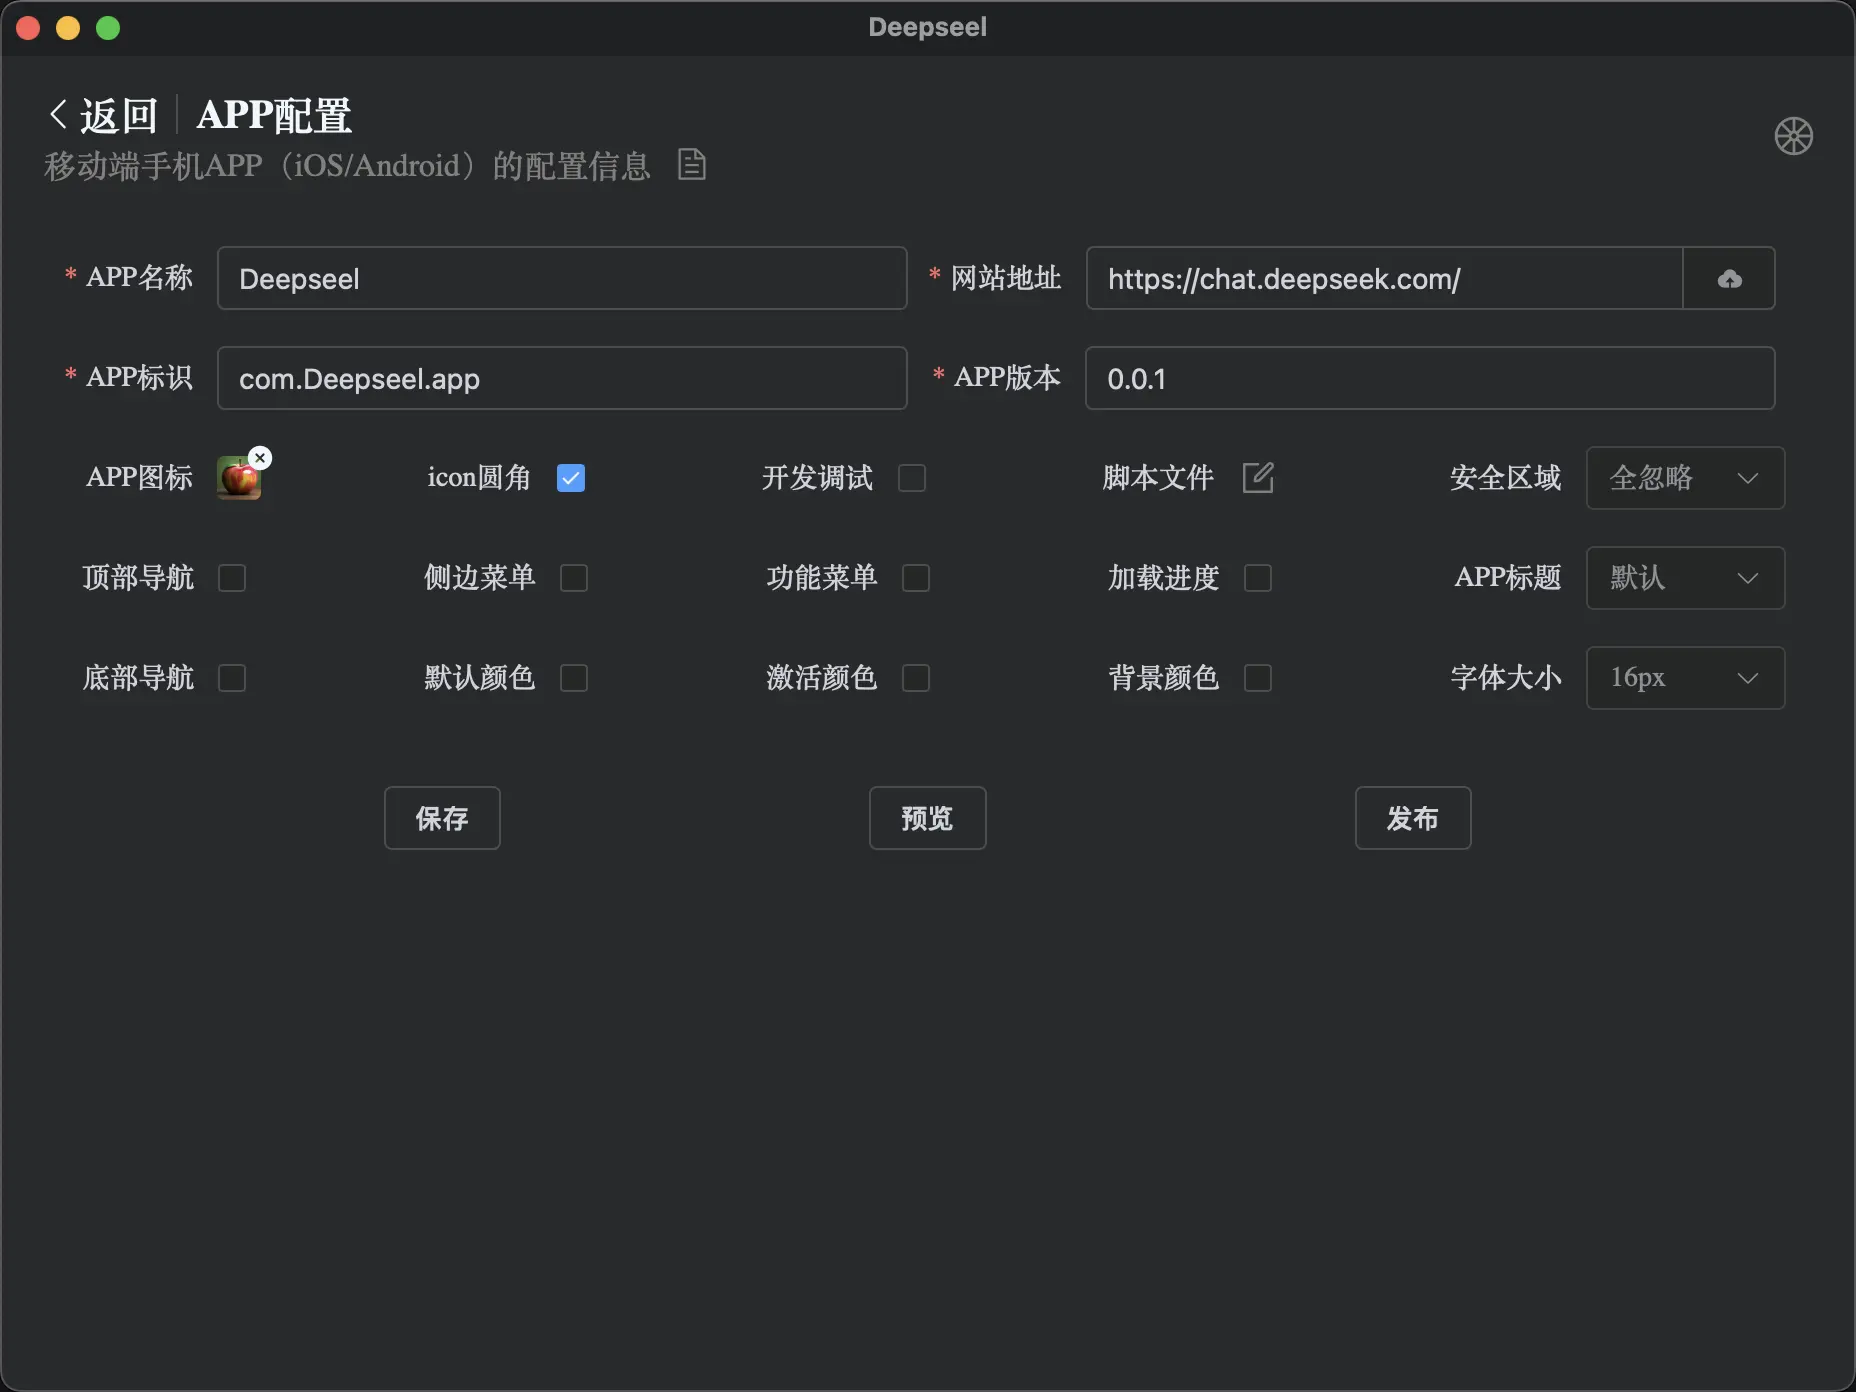 Deepseel
返回 APP配置
移动端手机APP（iOS/Android）的配置信息
* APP名称 Deepseel * 网站地址 https://chat.deepseek.com/
* APP标识 com.Deepseel.app * APP版本 0.0.1
APP图标 icon圆角 开发调试 脚本文件 安全区域 全忽略
顶部导航 侧边菜单 功能菜单 加载进度 APP标题 默认
底部导航 默认颜色 激活颜色 背景颜色 字体大小 16px
保存 预览 发布